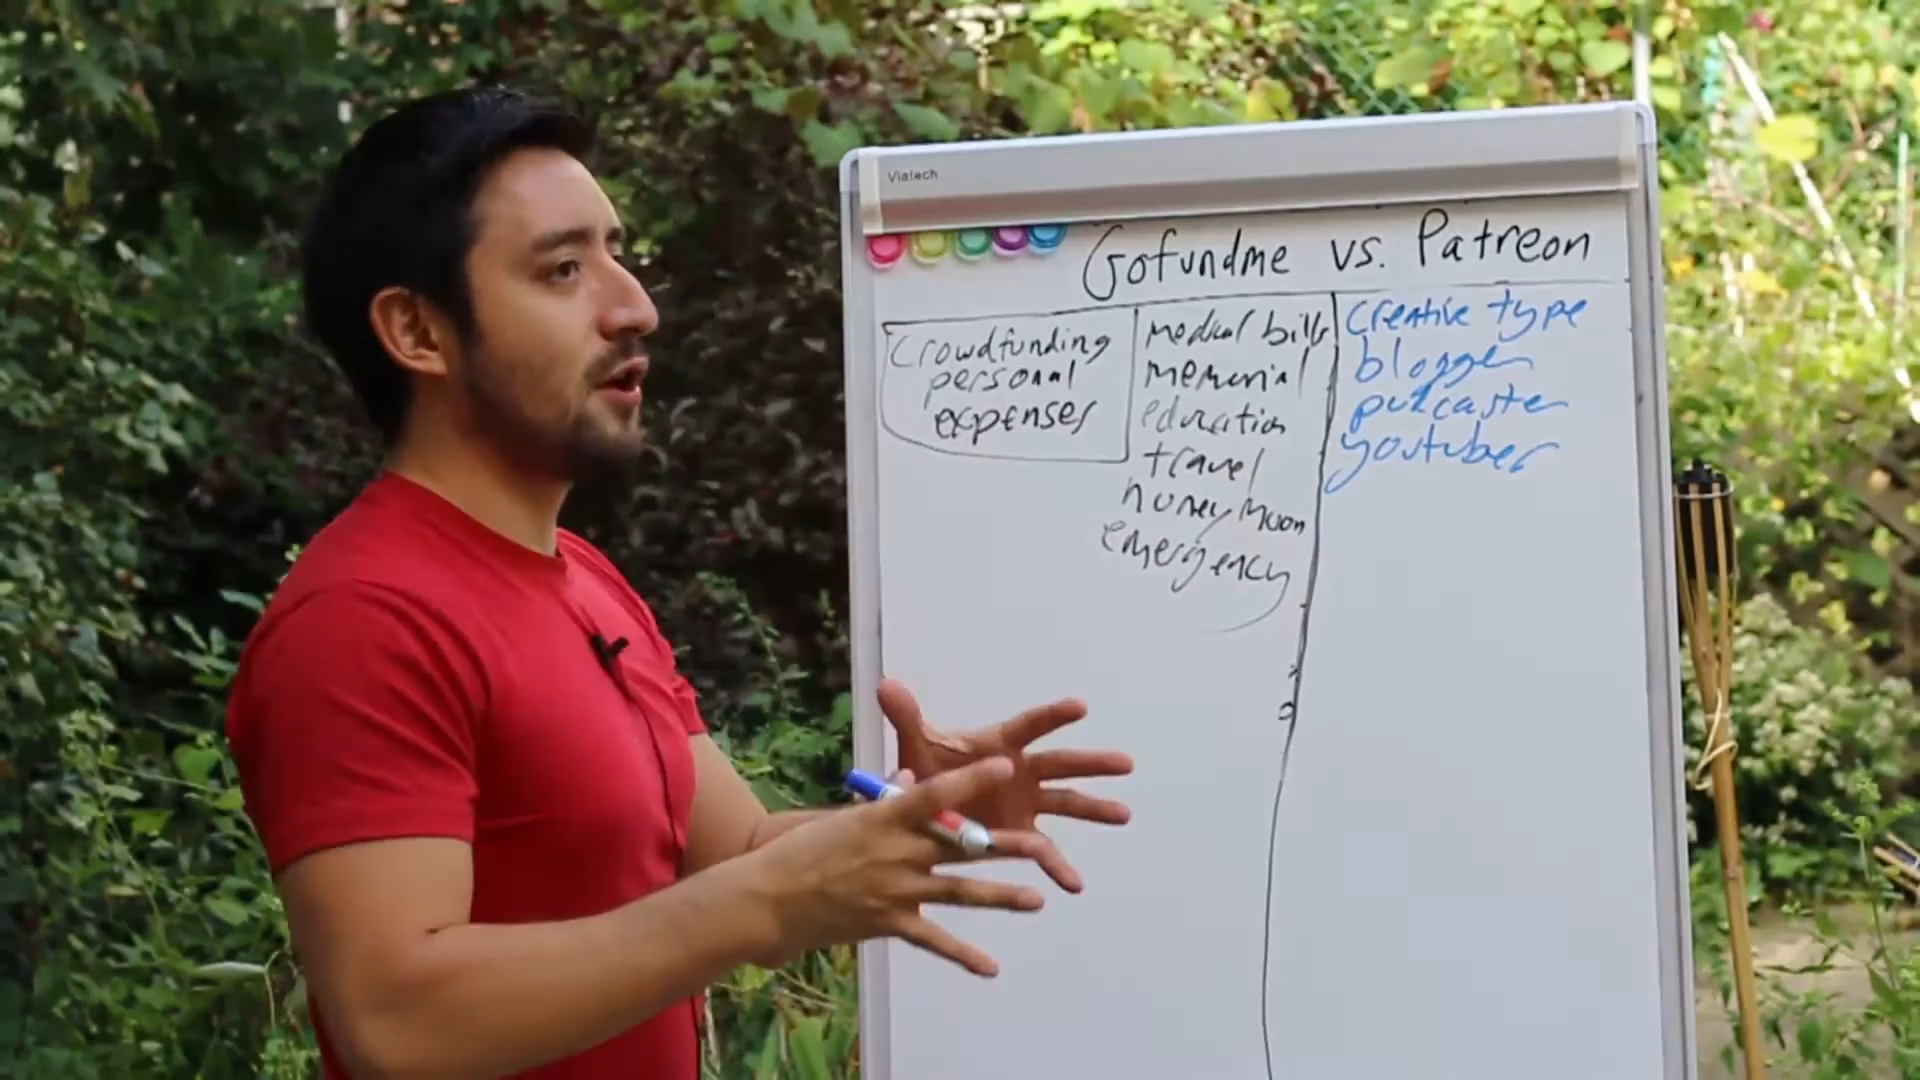 Viatech
Gofundme vs. Patreon
Crowdfunding
personal
expenses
medical bills
memorial
education
travel
honeymoon
emergency
creative type
blogger
podcaster
youtuber